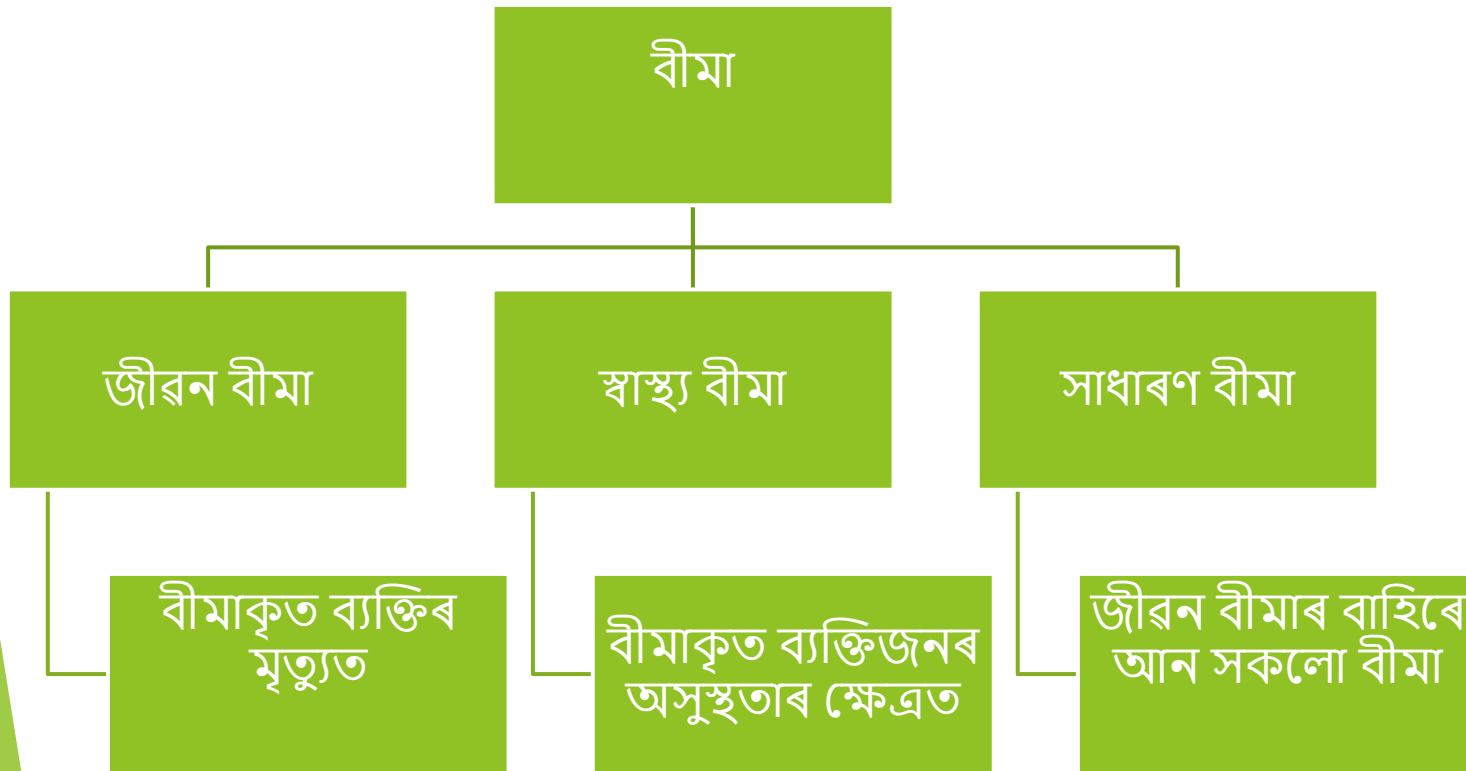 বীমা
জীৱন বীমা
স্বাস্থ্য বীমা
সাধাৰণ বীমা
বীমাকৃত ব্যক্তিৰ
মৃত্যুত
বীমাকৃত ব্যক্তিজনৰ
অসুস্থতাৰ ক্ষেত্ৰত
জীৱন বীমাৰ বাহিৰে
আন সকলো বীমা